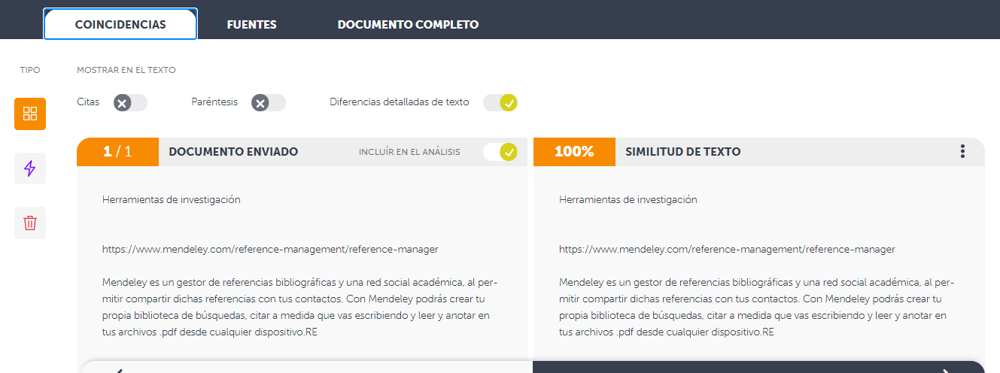 COINCIDENCIAS FUENTES DOCUMENTO COMPLETO
TIPO MOSTRAR EN EL TEXTO
Citas Paréntesis Diferencias detalladas de texto
1 / 1 DOCUMENTO ENVIADO INCLUÍR EN EL ANÁLISIS
Herramientas de investigación
https://www.mendeley.com/reference-management/reference-manager
Mendeley es un gestor de referencias bibliográficas y una red social académica, al per-
mitir compartir dichas referencias con tus contactos. Con Mendeley podrás crear tu
propia biblioteca de búsquedas, citar a medida que vas escribiendo y leer y anotar en
tus archivos .pdf desde cualquier dispositivo.RE
100% SIMILITUD DE TEXTO
Herramientas de investigación
https://www.mendeley.com/reference-management/reference-manager
Mendeley es un gestor de referencias bibliográficas y una red social académica, al per-
mitir compartir dichas referencias con tus contactos. Con Mendeley podrás crear tu
propia biblioteca de búsquedas, citar a medida que vas escribiendo y leer y anotar en
tus archivos .pdf desde cualquier dispositivo.RE